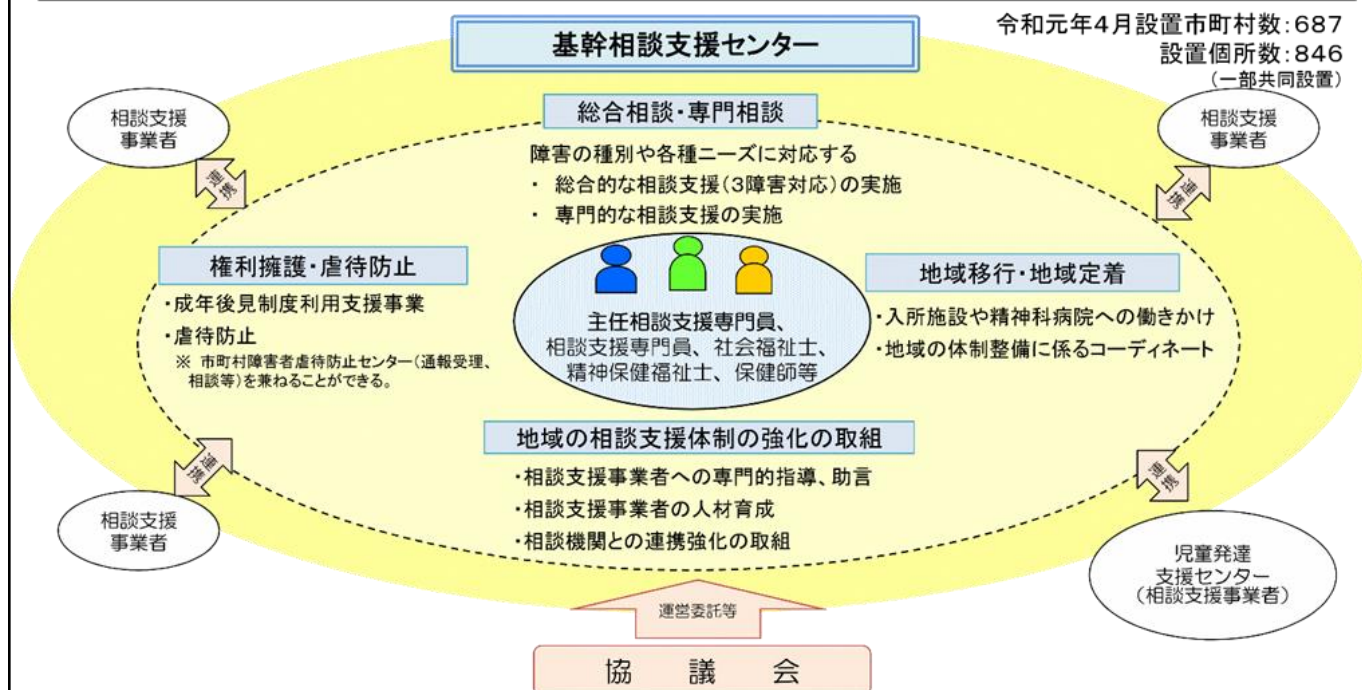 基幹相談支援センター
令和元年4月設置市町村数:687
設置個所数:846
(一部共同設置)
相談支援
事業者
連携
相談支援
事業者
連携
総合相談・専門相談
障害の種別や各種ニーズに対応する
・ 総合的な相談支援(3障害対応)の実施
・ 専門的な相談支援の実施
権利擁護・虐待防止
・成年後見制度利用支援事業
・虐待防止
※ 市町村障害者虐待防止センター(通報受理、
相談等)を兼ねることができる。
主任相談支援専門員、
相談支援専門員、社会福祉士、
精神保健福祉士、保健師等
地域移行・地域定着
・入所施設や精神科病院への働きかけ
・地域の体制整備に係るコーディネート
地域の相談支援体制の強化の取組
・相談支援事業者への専門的指導、助言
・相談支援事業者の人材育成
・相談機関との連携強化の取組
連携
相談支援
事業者
連携
児童発達
支援センター
(相談支援事業者)
運営委託等
協 議 会